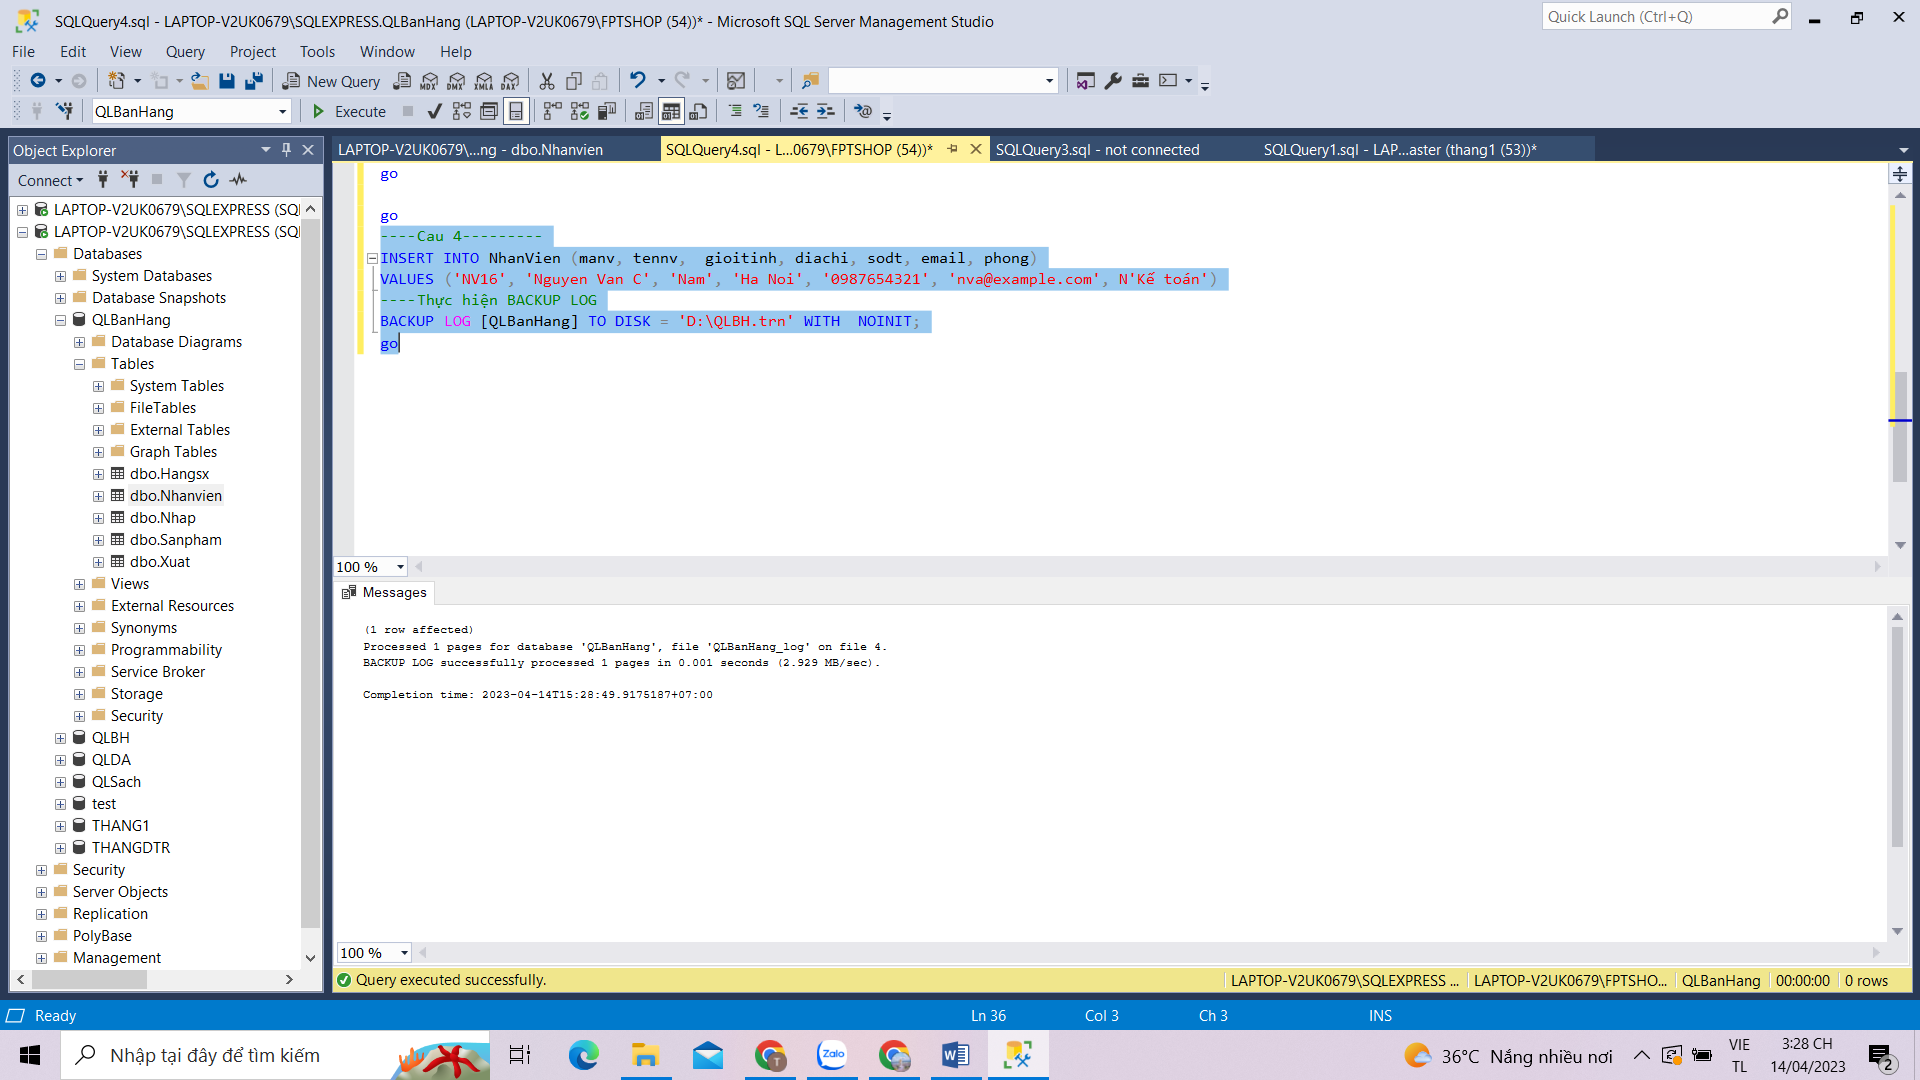 SQLQuery4.sql - LAPTOP-V2UK0679\SQLEXPRESS.QLBanHang (LAPTOP-V2UK0679\FPTSHOP (54))* - Microsoft SQL Server Management Studio
Quick Launch (Ctrl+Q)
File Edit View Query Project Tools Window Help
New Query MDX DMX XMLA DAX
QLBanHang Execute
Object Explorer
LAPTOP-V2UK0679\...ng - dbo.Nhanvien SQLQuery4.sql - L...0679\FPTSHOP (54))* SQLQuery3.sql - not connected SQLQuery1.sql - LAP...aster (thang1 (53))*
Connect
LAPTOP-V2UK0679\SQLEXPRESS (SQ
LAPTOP-V2UK0679\SQLEXPRESS (SQ
Databases
System Databases
Database Snapshots
QLBanHang
Database Diagrams
Tables
System Tables
FileTables
External Tables
Graph Tables
dbo.Hangsx
dbo.Nhanvien
dbo.Nhap
dbo.Sanpham
dbo.Xuat
Views
External Resources
Synonyms
Programmability
Service Broker
Storage
Security
QLBH
QLDA
QLSach
test
THANG1
THANGDTR
Security
Server Objects
Replication
PolyBase
Management
go
go
----Cau 4---------
INSERT INTO NhanVien (manv, tennv,  gioitinh, diachi, sodt, email, phong)
VALUES ('NV16', 'Nguyen Van C', 'Nam', 'Ha Noi', '0987654321', 'nva@example.com', N'Kế toán')
----Thực hiện BACKUP LOG
BACKUP LOG [QLBanHang] TO DISK = 'D:\QLBH.trn' WITH  NOINIT;
go
100 %
Messages
(1 row affected)
Processed 1 pages for database 'QLBanHang', file 'QLBanHang_log' on file 4.
BACKUP LOG successfully processed 1 pages in 0.001 seconds (2.929 MB/sec).
Completion time: 2023-04-14T15:28:49.9175187+07:00
100 %
Query executed successfully. LAPTOP-V2UK0679\SQLEXPRESS ... LAPTOP-V2UK0679\FPTSHO... QLBanHang 00:00:00 0 rows
Ready Ln 36 Col 3 Ch 3 INS
Nhập tại đây để tìm kiếm
T
Zalo
36°C Nắng nhiều nơi
VIE
TL
3:28 CH
14/04/2023
2